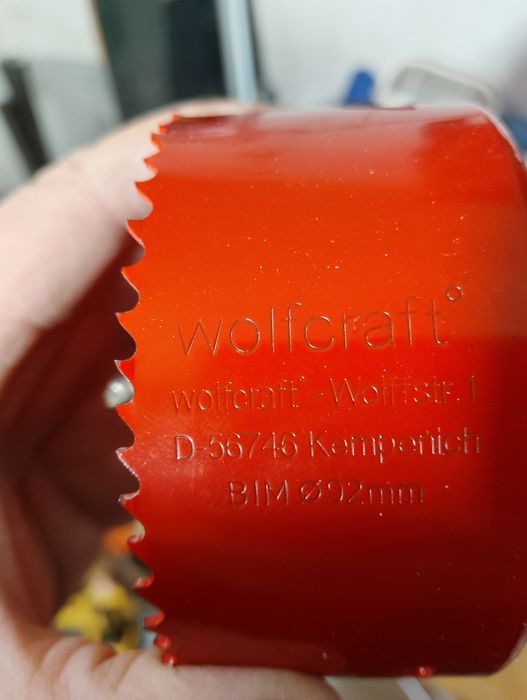 wolfcraft°
wolfcraft° - Wolffstr. 1
D-56746 Kempenich
BIM Ø92mm